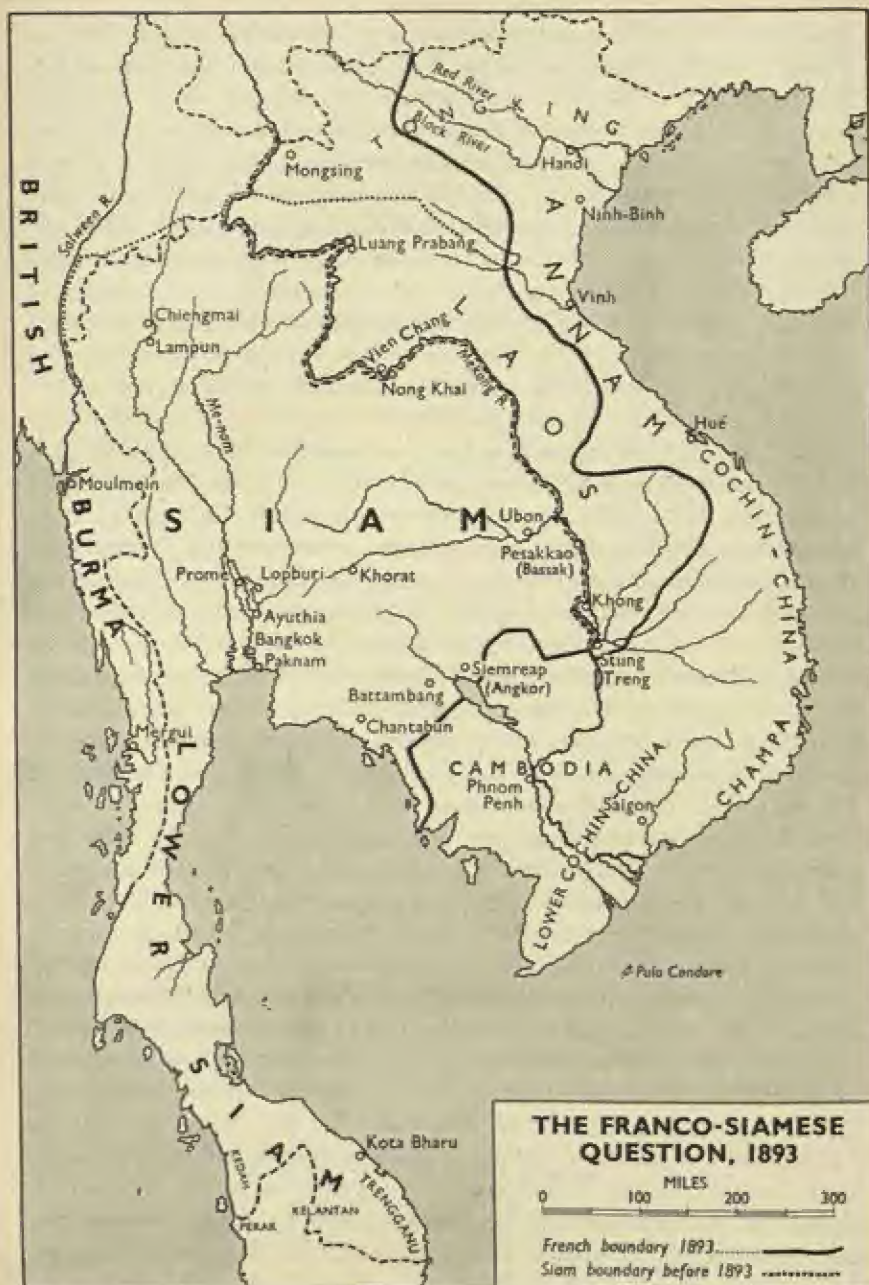 Red River
TONGKING
Black River
Hanoi
Mongsing
Ninh-Binh
BRITISH
Salween R.
Luang Prabang
ANNAM
Vinh
Chiengmai
Lampun
Vien Chang
LAOS
Nong Khai
Mekong R.
Me-nam
Hué
COCHIN-CHINA
Moulmein
BURMA
SIAM
Ubon
Pesakkao
(Bassak)
Prome
Lopburi
Khorat
Khong
Ayuthia
Bangkok
Paknam
Stung
Treng
Siemreap
(Angkor)
Battambang
Chantabun
Mergui
CAMBODIA
Phnom
Penh
Saigon
CHAMPA
LOWER COCHIN-CHINA
LOWER
SIAM
Pulo Condore
Kota Bharu
KEDAH
PERAK
KELANTAN
TRENGGANU
THE FRANCO-SIAMESE
QUESTION, 1893
MILES
0 100 200 300
French boundary 1893
Siam boundary before 1893